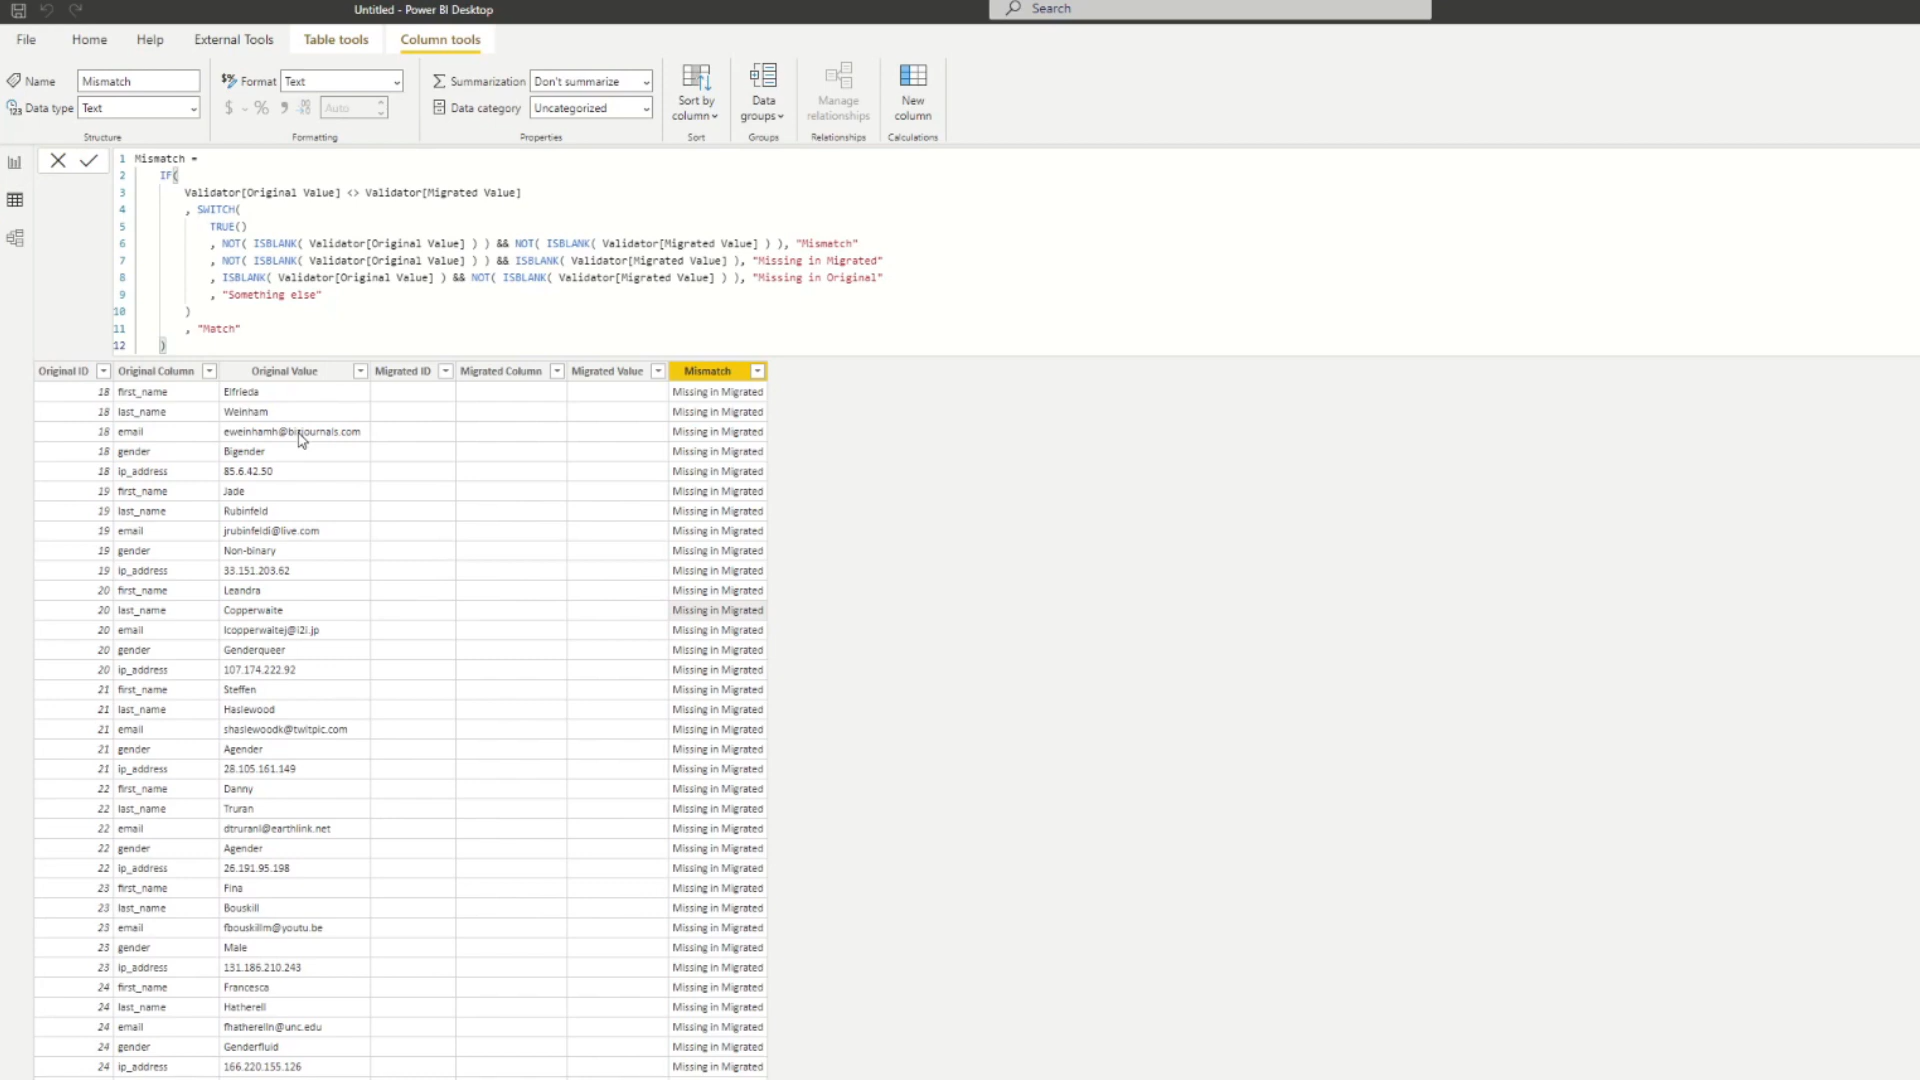 Untitled - Power BI Desktop
Search
File Home Help External Tools Table tools Column tools
Name Mismatch
Data type Text
Structure
Format Text
$ % Auto
Formatting
Summarization Don't summarize
Data category Uncategorized
Properties
Sort by column
Sort
Data groups
Groups
Manage relationships
Relationships
New column
Calculations
1 Mismatch =
2 IF(
3 Validator[Original Value] <> Validator[Migrated Value]
4 , SWITCH(
5 TRUE()
6 , NOT( ISBLANK( Validator[Original Value] ) ) && NOT( ISBLANK( Validator[Migrated Value] ) ), "Mismatch"
7 , NOT( ISBLANK( Validator[Original Value] ) ) && ISBLANK( Validator[Migrated Value] ), "Missing in Migrated"
8 , ISBLANK( Validator[Original Value] ) && NOT( ISBLANK( Validator[Migrated Value] ) ), "Missing in Original"
9 , "Something else"
10 )
11 , "Match"
12 )
Original ID Original Column Original Value Migrated ID Migrated Column Migrated Value Mismatch
18 first_name Elfrieda Missing in Migrated
18 last_name Weinham Missing in Migrated
18 email eweinhamh@bizjournals.com Missing in Migrated
18 gender Bigender Missing in Migrated
18 ip_address 85.6.42.50 Missing in Migrated
19 first_name Jade Missing in Migrated
19 last_name Rubinfeld Missing in Migrated
19 email jrubinfeldi@live.com Missing in Migrated
19 gender Non-binary Missing in Migrated
19 ip_address 33.151.203.62 Missing in Migrated
20 first_name Leandra Missing in Migrated
20 last_name Copperwaite Missing in Migrated
20 email lcopperwaitej@i2i.jp Missing in Migrated
20 gender Genderqueer Missing in Migrated
20 ip_address 107.174.222.92 Missing in Migrated
21 first_name Steffen Missing in Migrated
21 last_name Haslewood Missing in Migrated
21 email shaslewoodk@twitpic.com Missing in Migrated
21 gender Agender Missing in Migrated
21 ip_address 28.105.161.149 Missing in Migrated
22 first_name Danny Missing in Migrated
22 last_name Truran Missing in Migrated
22 email dtruranl@earthlink.net Missing in Migrated
22 gender Agender Missing in Migrated
22 ip_address 26.191.95.198 Missing in Migrated
23 first_name Fina Missing in Migrated
23 last_name Bouskill Missing in Migrated
23 email fbouskillm@youtu.be Missing in Migrated
23 gender Male Missing in Migrated
23 ip_address 131.186.210.243 Missing in Migrated
24 first_name Francesca Missing in Migrated
24 last_name Hatherell Missing in Migrated
24 email fhatherelln@unc.edu Missing in Migrated
24 gender Genderfluid Missing in Migrated
24 ip_address 166.220.155.126 Missing in Migrated